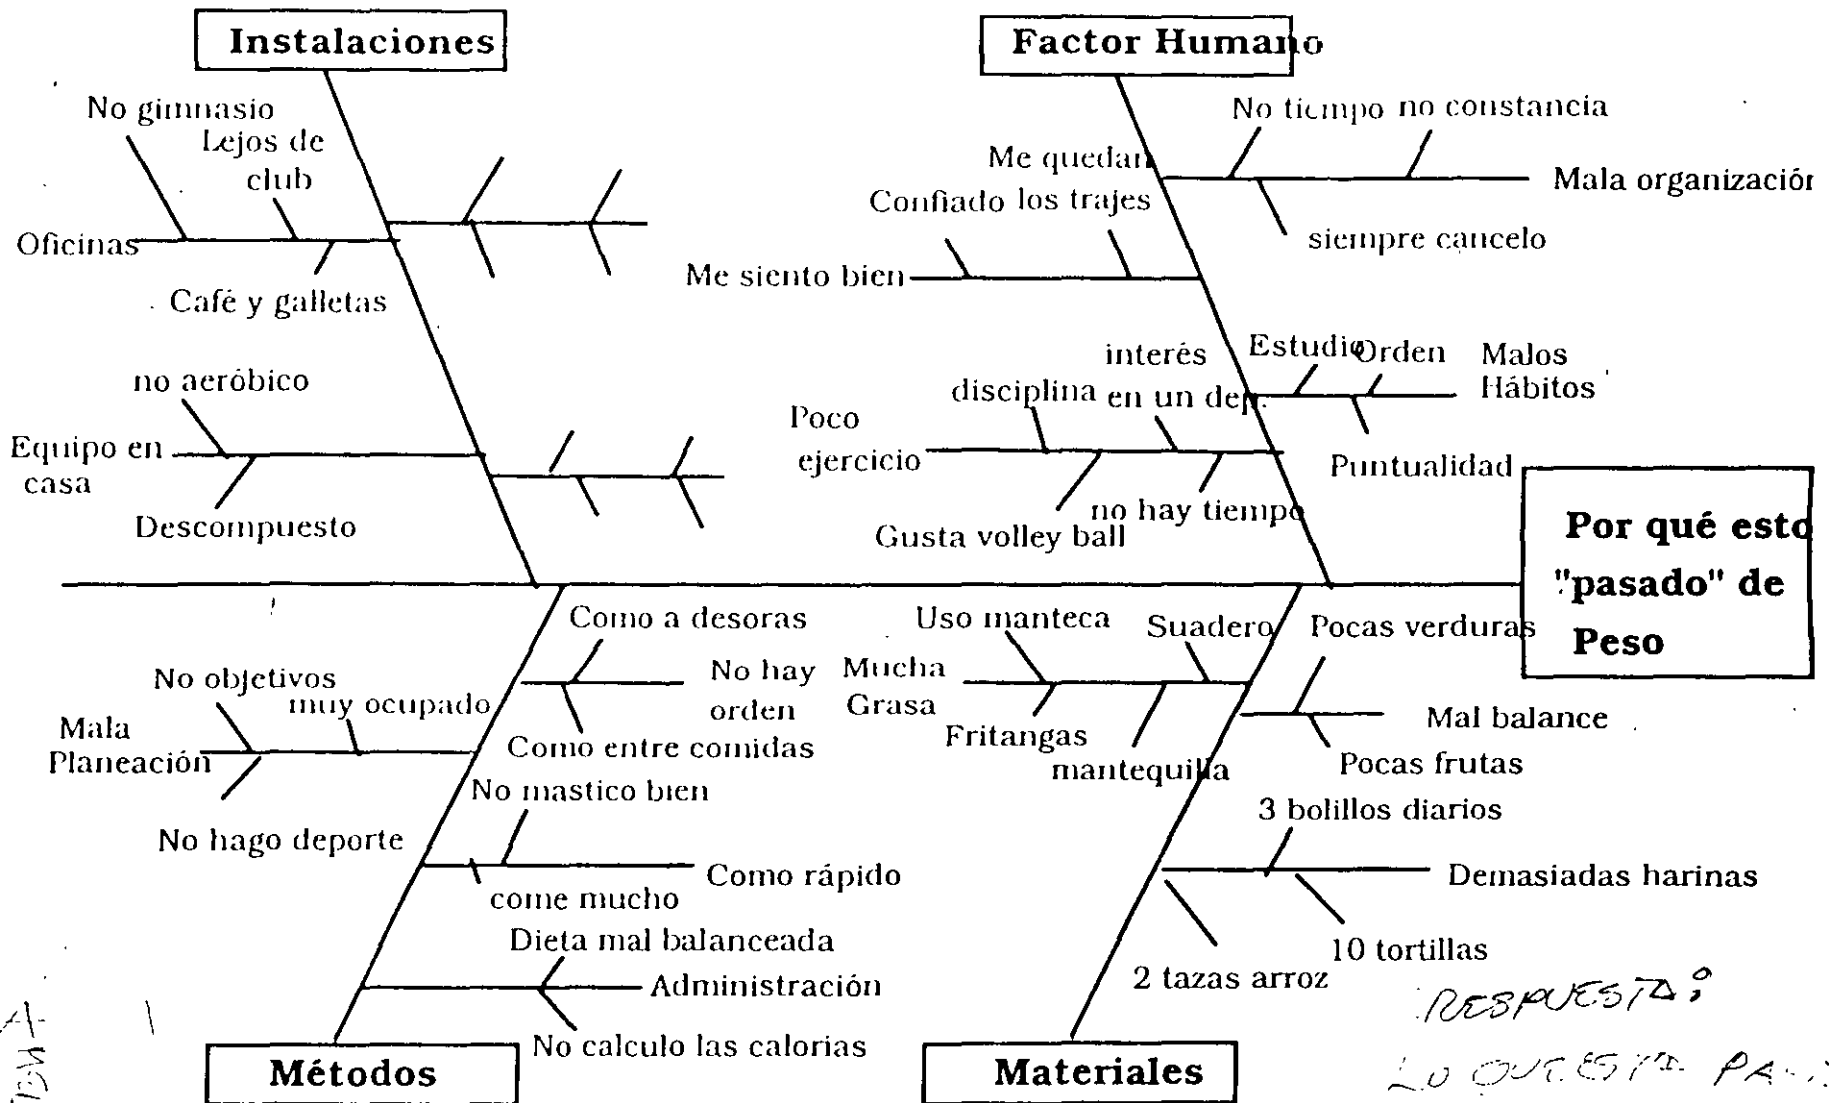 Instalaciones
No gimnasio
Lejos de
club
Oficinas
Café y galletas
no aeróbico
Equipo en
casa
Descompuesto
Factor Humano
No tiempo no constancia
Mala organización
siempre cancelo
Me quedan
Confiado los trajes
Me siento bien
Estudio Orden
Malos
Hábitos
Puntualidad
interés
disciplina en un dep.
Poco
ejercicio
no hay tiempo
Gusta volley ball
Por qué esto
"pasado" de
Peso
Como a desoras
No hay
orden
Como entre comidas
No objetivos
muy ocupado
Mala
Planeación
No hago deporte
No mastico bien
Como rápido
come mucho
Dieta mal balanceada
Administración
No calculo las calorias
Métodos
Uso manteca
Suadero
Mucha
Grasa
Fritangas
mantequilla
Pocas verduras
Mal balance
Pocas frutas
3 bolillos diarios
Demasiadas harinas
10 tortillas
2 tazas arroz
Materiales
RESPUESTA:
LO QUE